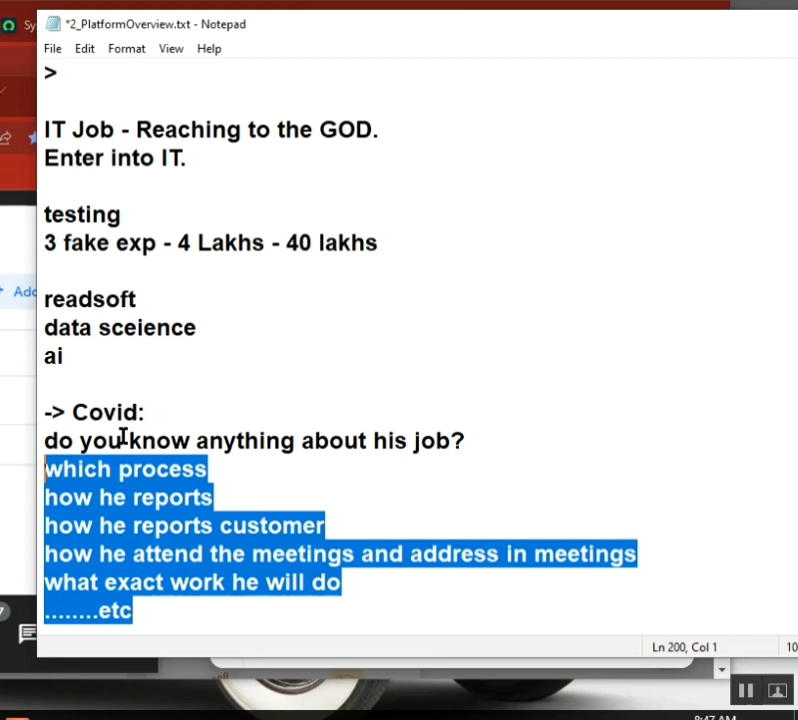 Sy
*2_PlatformOverview.txt - Notepad
File Edit Format View Help
>
IT Job - Reaching to the GOD.
Enter into IT.
testing
3 fake exp - 4 Lakhs - 40 lakhs
readsoft
data sceience
ai
Add
-> Covid:
do you know anything about his job?
which process
how he reports
how he reports customer
how he attend the meetings and address in meetings
what exact work he will do
........etc
Ln 200, Col 1
10